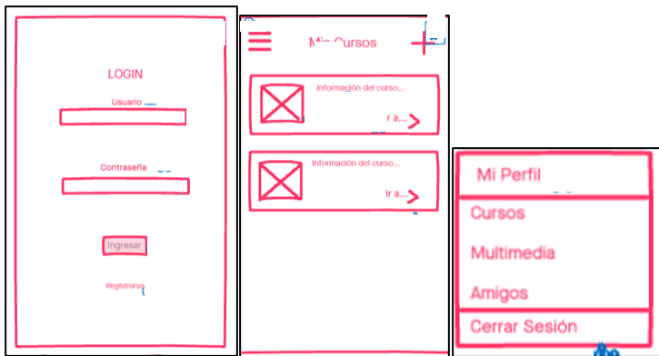 LOGIN
Usuario
Contraseña
Ingresar
Registrarse
Mis Cursos
Información del curso...
Ir a...
Información del curso...
Ir a...
Mi Perfil
Cursos
Multimedia
Amigos
Cerrar Sesión